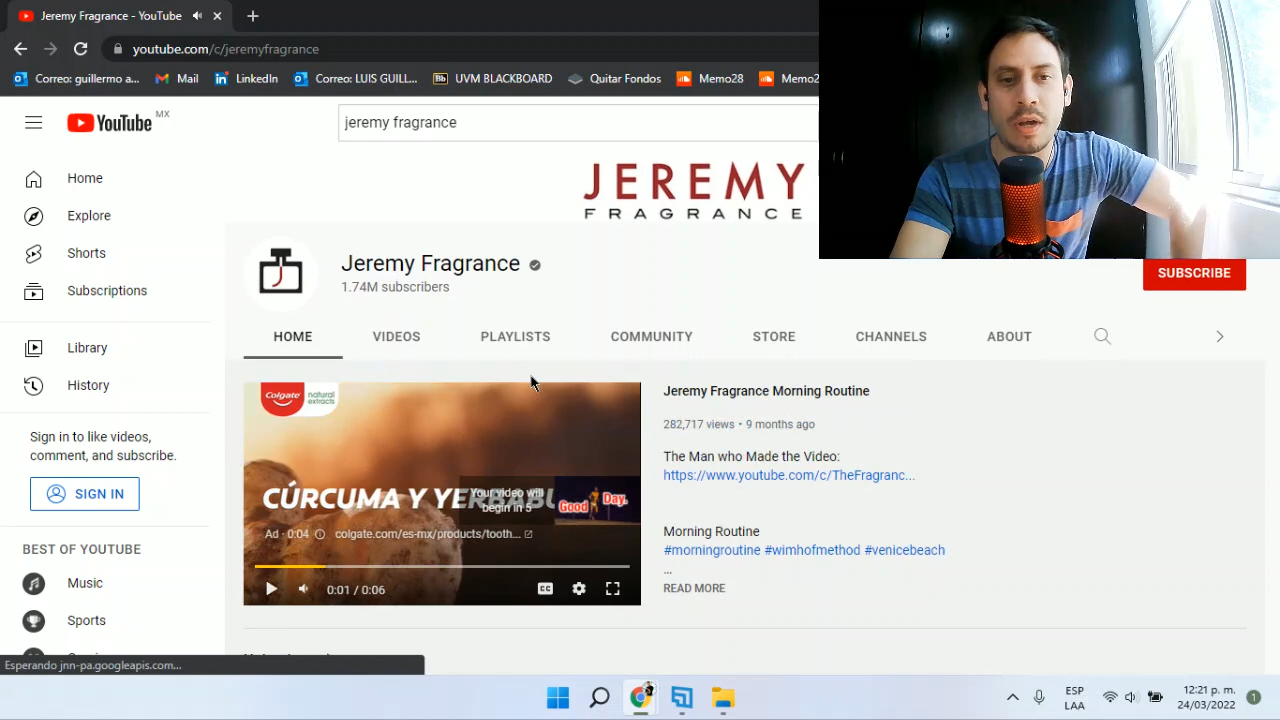 Jeremy Fragrance - YouTube
youtube.com/c/jeremyfragrance
Correo: guillermo a... Mail LinkedIn Correo: LUIS GUILL... UVM BLACKBOARD Quitar Fondos Memo28 Memo2
YouTube MX
jeremy fragrance
Home
Explore
Shorts
Subscriptions
Library
History
Sign in to like videos,
comment, and subscribe.
SIGN IN
BEST OF YOUTUBE
Music
Sports
JEREMY
FRAGRANCE
Jeremy Fragrance
1.74M subscribers
SUBSCRIBE
HOME VIDEOS PLAYLISTS COMMUNITY STORE CHANNELS ABOUT
Colgate natural
extracts
CÚRCUMA Y YERBABU
Your video will
begin in 5
Good Day.
Ad · 0:04 colgate.com/es-mx/products/tooth...
0:01 / 0:06
CC
Jeremy Fragrance Morning Routine
282,717 views • 9 months ago
The Man who Made the Video:
https://www.youtube.com/c/TheFragranc...
Morning Routine
#morningroutine #wimhofmethod #venicebeach
...
READ MORE
Esperando jnn-pa.googleapis.com...
ESP
LAA
12:21 p. m.
24/03/2022
1